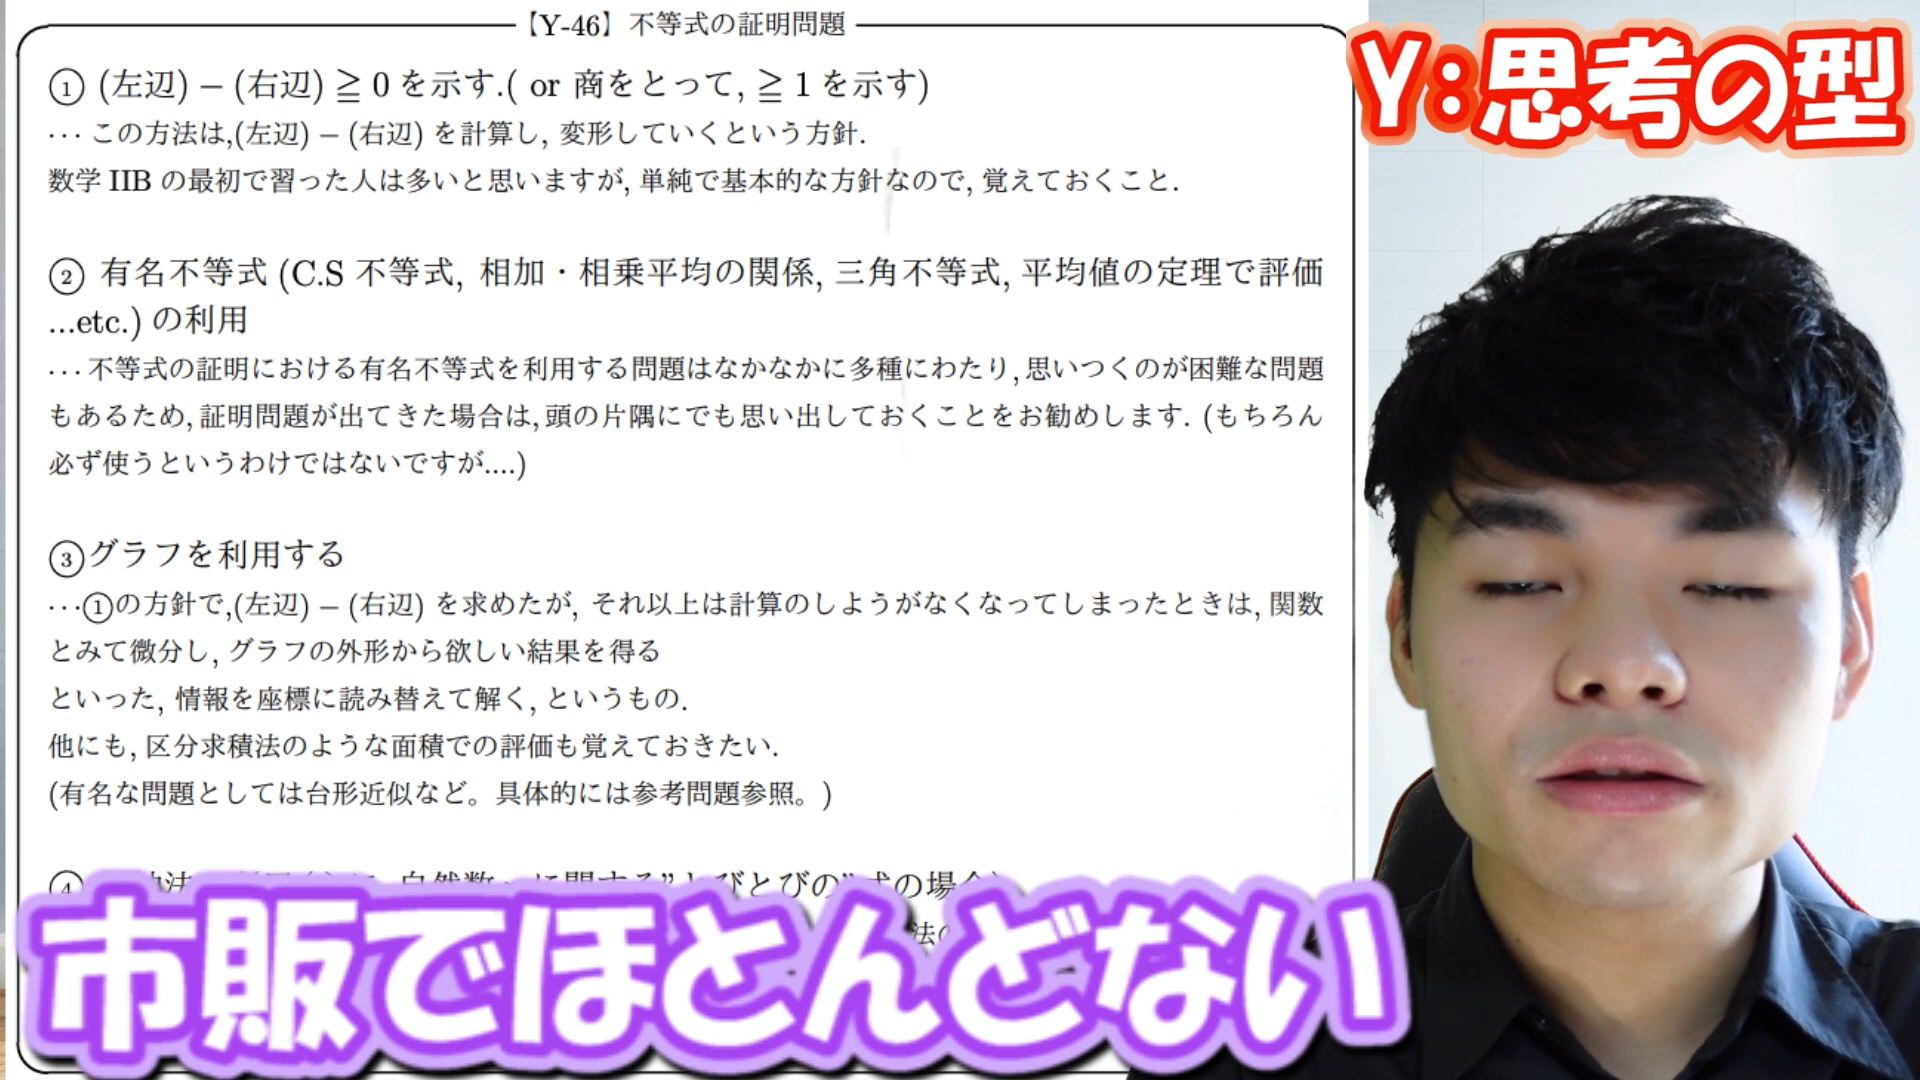 【Y-46】不等式の証明問題
Y:思考の型
① (左辺) − (右辺) ≧ 0 を示す.( or 商をとって, ≧ 1 を示す)
… この方法は,(左辺) − (右辺) を計算し, 変形していくという方針.
数学 IIB の最初で習った人は多いと思いますが, 単純で基本的な方針なので, 覚えておくこと.
② 有名不等式 (C.S 不等式, 相加・相乗平均の関係, 三角不等式, 平均値の定理で評価
...etc.) の利用
… 不等式の証明における有名不等式を利用する問題はなかなかに多種にわたり, 思いつくのが困難な問題
もあるため, 証明問題が出てきた場合は, 頭の片隅にでも思い出しておくことをお勧めします. (もちろん
必ず使うというわけではないですが....)
③グラフを利用する
…①の方針で,(左辺) − (右辺) を求めたが, それ以上は計算のしようがなくなってしまったときは, 関数
とみて微分し, グラフの外形から欲しい結果を得る
といった, 情報を座標に読み替えて解く, というもの.
他にも, 区分求積法のような面積での評価も覚えておきたい.
(有名な問題としては台形近似など。具体的には参考問題参照。)
④ 自然数 に関する"とびとびの"式の場合)
市販でほとんどない